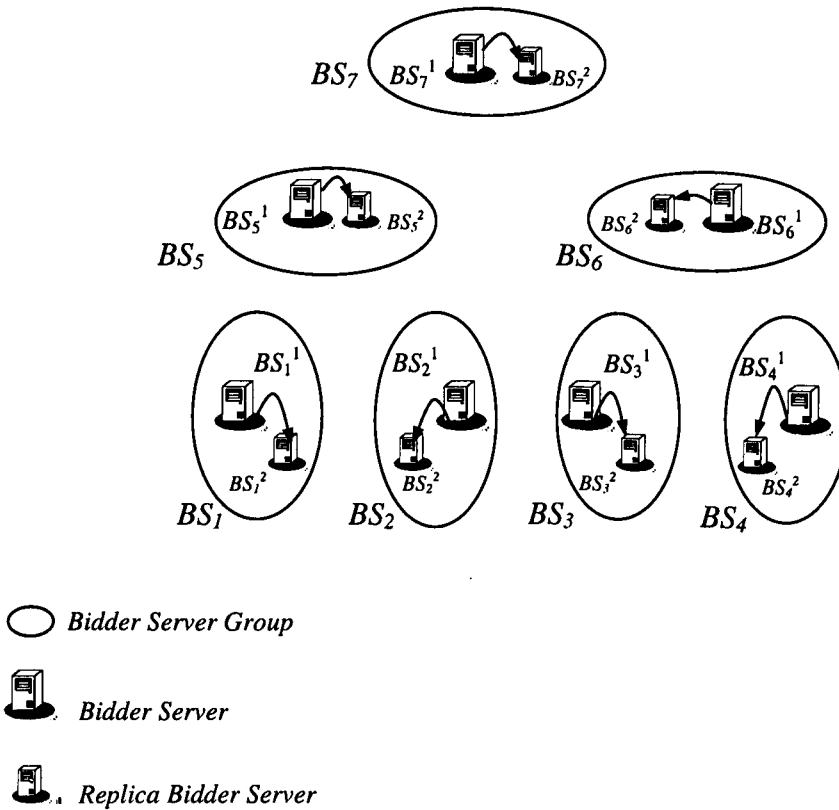 BS₇ BS₇¹ BS₇²
BS₅ BS₅¹ BS₅²
BS₆ BS₆² BS₆¹
BS₁¹
BS₁²
BS₁
BS₂¹
BS₂²
BS₂
BS₃¹
BS₃²
BS₃
BS₄¹
BS₄²
BS₄
Bidder Server Group
Bidder Server
Replica Bidder Server